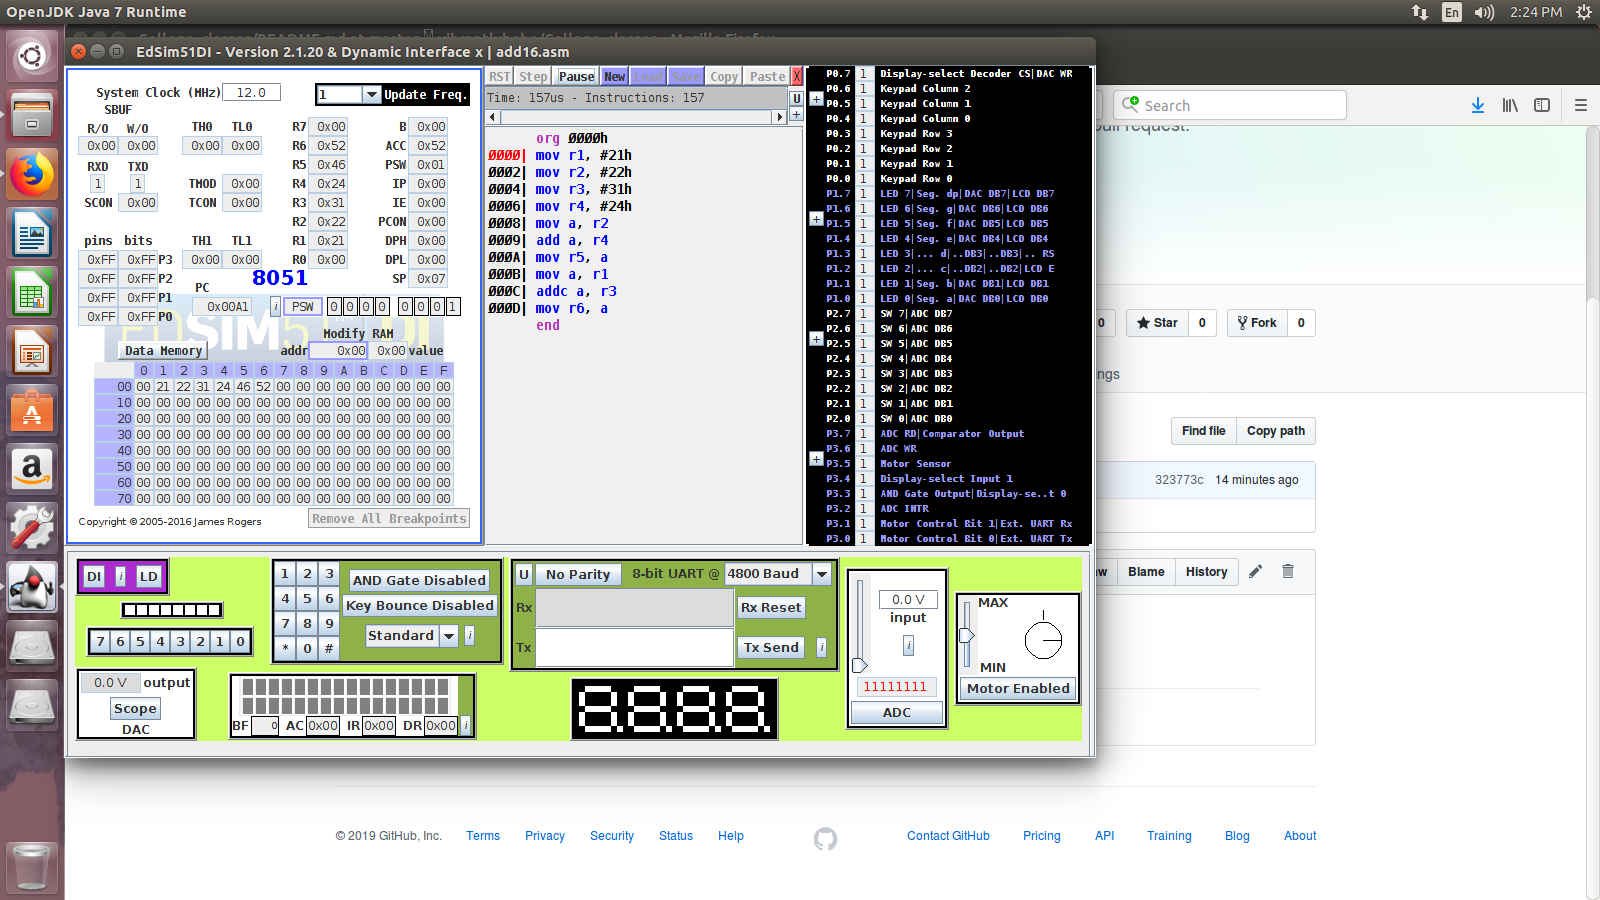 OpenJDK Java 7 Runtime
En
2:24 PM
EdSim51DI - Version 2.1.20 & Dynamic Interface x | add16.asm
System Clock (MHz) 12.0
1 Update Freq.
SBUF
R/O W/O TH0 TL0 R7 0x00 B 0x00
0x00 0x00 0x00 0x00 R6 0x52 ACC 0x52
RXD TXD R5 0x46 PSW 0x01
1 1 TMOD 0x00 R4 0x24 IP 0x00
SCON 0x00 TCON 0x00 R3 0x31 IE 0x00
R2 0x22 PCON 0x00
pins bits TH1 TL1 R1 0x21 DPH 0x00
0xFF 0xFF P3 0x00 0x00 R0 0x00 DPL 0x00
0xFF 0xFF P2 8051 SP 0x07
0xFF 0xFF P1 PC
0xFF 0xFF P0 0x00A1 i PSW 0 0 0 0 0 0 0 1
Modify RAM
Data Memory addr 0x00 0x00 value
0 1 2 3 4 5 6 7 8 9 A B C D E F
00 00 21 22 31 24 46 52 00 00 00 00 00 00 00 00 00
10 00 00 00 00 00 00 00 00 00 00 00 00 00 00 00 00
20 00 00 00 00 00 00 00 00 00 00 00 00 00 00 00 00
30 00 00 00 00 00 00 00 00 00 00 00 00 00 00 00 00
40 00 00 00 00 00 00 00 00 00 00 00 00 00 00 00 00
50 00 00 00 00 00 00 00 00 00 00 00 00 00 00 00 00
60 00 00 00 00 00 00 00 00 00 00 00 00 00 00 00 00
70 00 00 00 00 00 00 00 00 00 00 00 00 00 00 00 00
Copyright © 2005-2016 James Rogers
Remove All Breakpoints
RST Step Pause New Load Save Copy Paste X
Time: 157us - Instructions: 157
U
+
org 0000h
0000| mov r1, #21h
0002| mov r2, #22h
0004| mov r3, #31h
0006| mov r4, #24h
0008| mov a, r2
0009| add a, r4
000A| mov r5, a
000B| mov a, r1
000C| addc a, r3
000D| mov r6, a
end
P0.7 1 Display-select Decoder CS|DAC WR
P0.6 1 Keypad Column 2
P0.5 1 Keypad Column 1
P0.4 1 Keypad Column 0
P0.3 1 Keypad Row 3
P0.2 1 Keypad Row 2
P0.1 1 Keypad Row 1
P0.0 1 Keypad Row 0
P1.7 1 LED 7|Seg. dp|DAC DB7|LCD DB7
P1.6 1 LED 6|Seg. g|DAC DB6|LCD DB6
P1.5 1 LED 5|Seg. f|DAC DB5|LCD DB5
P1.4 1 LED 4|Seg. e|DAC DB4|LCD DB4
P1.3 1 LED 3|... d|..DB3|..DB3|.. RS
P1.2 1 LED 2|... c|..DB2|..DB2|LCD E
P1.1 1 LED 1|Seg. b|DAC DB1|LCD DB1
P1.0 1 LED 0|Seg. a|DAC DB0|LCD DB0
P2.7 1 SW 7|ADC DB7
P2.6 1 SW 6|ADC DB6
P2.5 1 SW 5|ADC DB5
P2.4 1 SW 4|ADC DB4
P2.3 1 SW 3|ADC DB3
P2.2 1 SW 2|ADC DB2
P2.1 1 SW 1|ADC DB1
P2.0 1 SW 0|ADC DB0
P3.7 1 ADC RD|Comparator Output
P3.6 1 ADC WR
P3.5 1 Motor Sensor
P3.4 1 Display-select Input 1
P3.3 1 AND Gate Output|Display-se..t 0
P3.2 1 ADC INTR
P3.1 1 Motor Control Bit 1|Ext. UART Rx
P3.0 1 Motor Control Bit 0|Ext. UART Tx
DI i LD
7 6 5 4 3 2 1 0
0.0 V output
Scope
DAC
1 2 3
4 5 6
7 8 9
* 0 #
AND Gate Disabled
Key Bounce Disabled
Standard i
BF 0 AC 0x00 IR 0x00 DR 0x00 i
U No Parity 8-bit UART @ 4800 Baud
Rx Rx Reset
Tx Tx Send i
8.8.8.8.
0.0 V
input
i
11111111
ADC
MAX
MIN
Motor Enabled
Search
pull request.
0 Star 0 Fork 0
Find file Copy path
323773c 14 minutes ago
Blame History
© 2019 GitHub, Inc. Terms Privacy Security Status Help Contact GitHub Pricing API Training Blog About